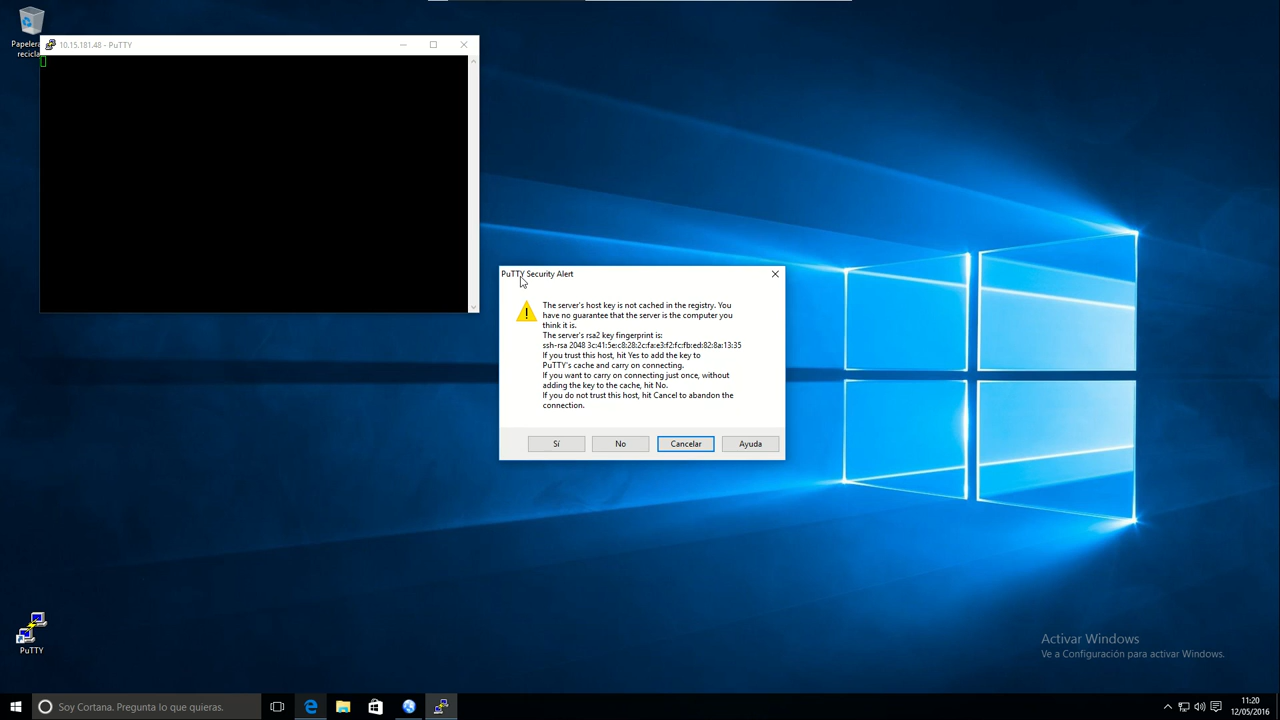 Papelera
recicla
10.15.181.48 - PuTTY
PuTTY Security Alert
The server's host key is not cached in the registry. You
have no guarantee that the server is the computer you
think it is.
The server's rsa2 key fingerprint is:
ssh-rsa 2048 3c:41:5e:c8:28:2c:fa:e3:f2:fc:fb:ed:82:8a:13:35
If you trust this host, hit Yes to add the key to
PuTTY's cache and carry on connecting.
If you want to carry on connecting just once, without
adding the key to the cache, hit No.
If you do not trust this host, hit Cancel to abandon the
connection.
Sí No Cancelar Ayuda
PuTTY
Activar Windows
Ve a Configuración para activar Windows.
Soy Cortana. Pregunta lo que quieras.
11:20
12/05/2016